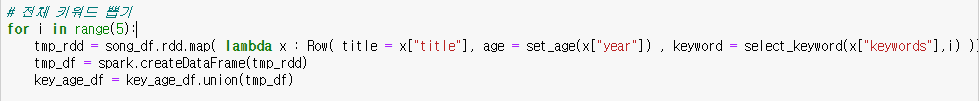 # 전체 키워드 뽑기
for i in range(5):
    tmp_rdd = song_df.rdd.map( lambda x : Row( title = x["title"], age = set_age(x["year"]) , keyword = select_keyword(x["keywords"],i) ))
    tmp_df = spark.createDataFrame(tmp_rdd)
    key_age_df = key_age_df.union(tmp_df)